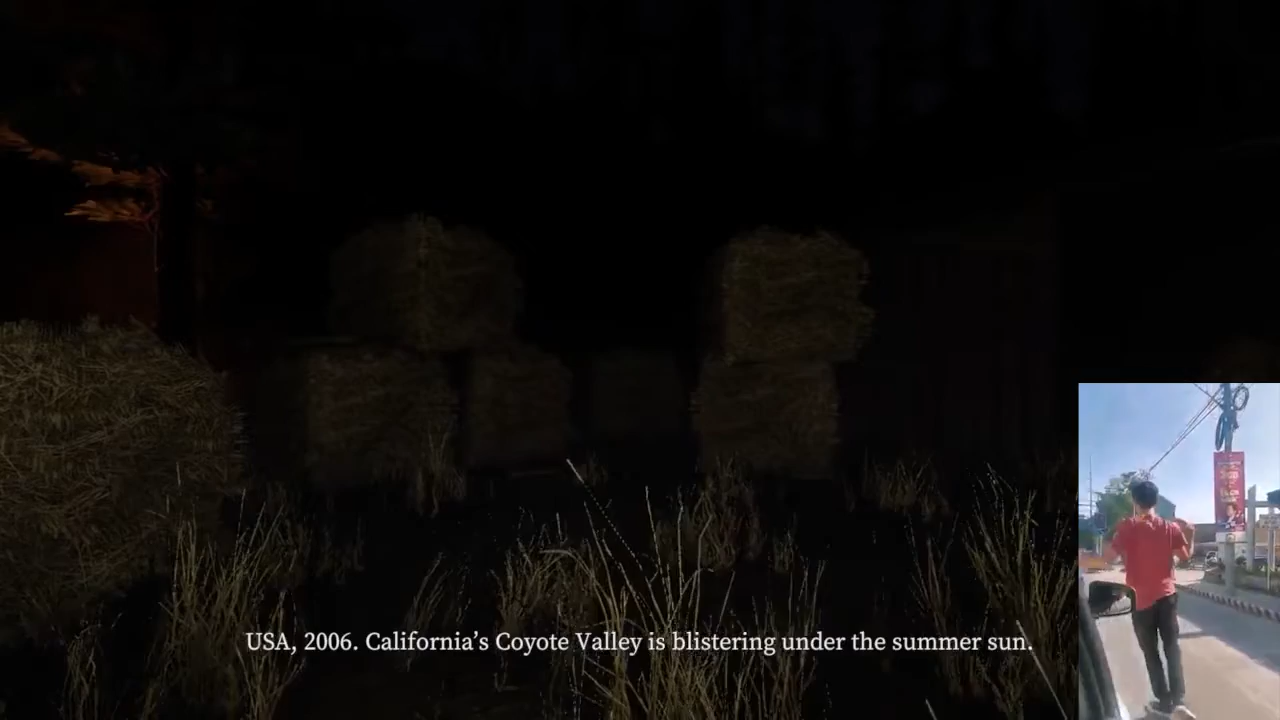 USA, 2006. California’s Coyote Valley is blistering under the summer sun.